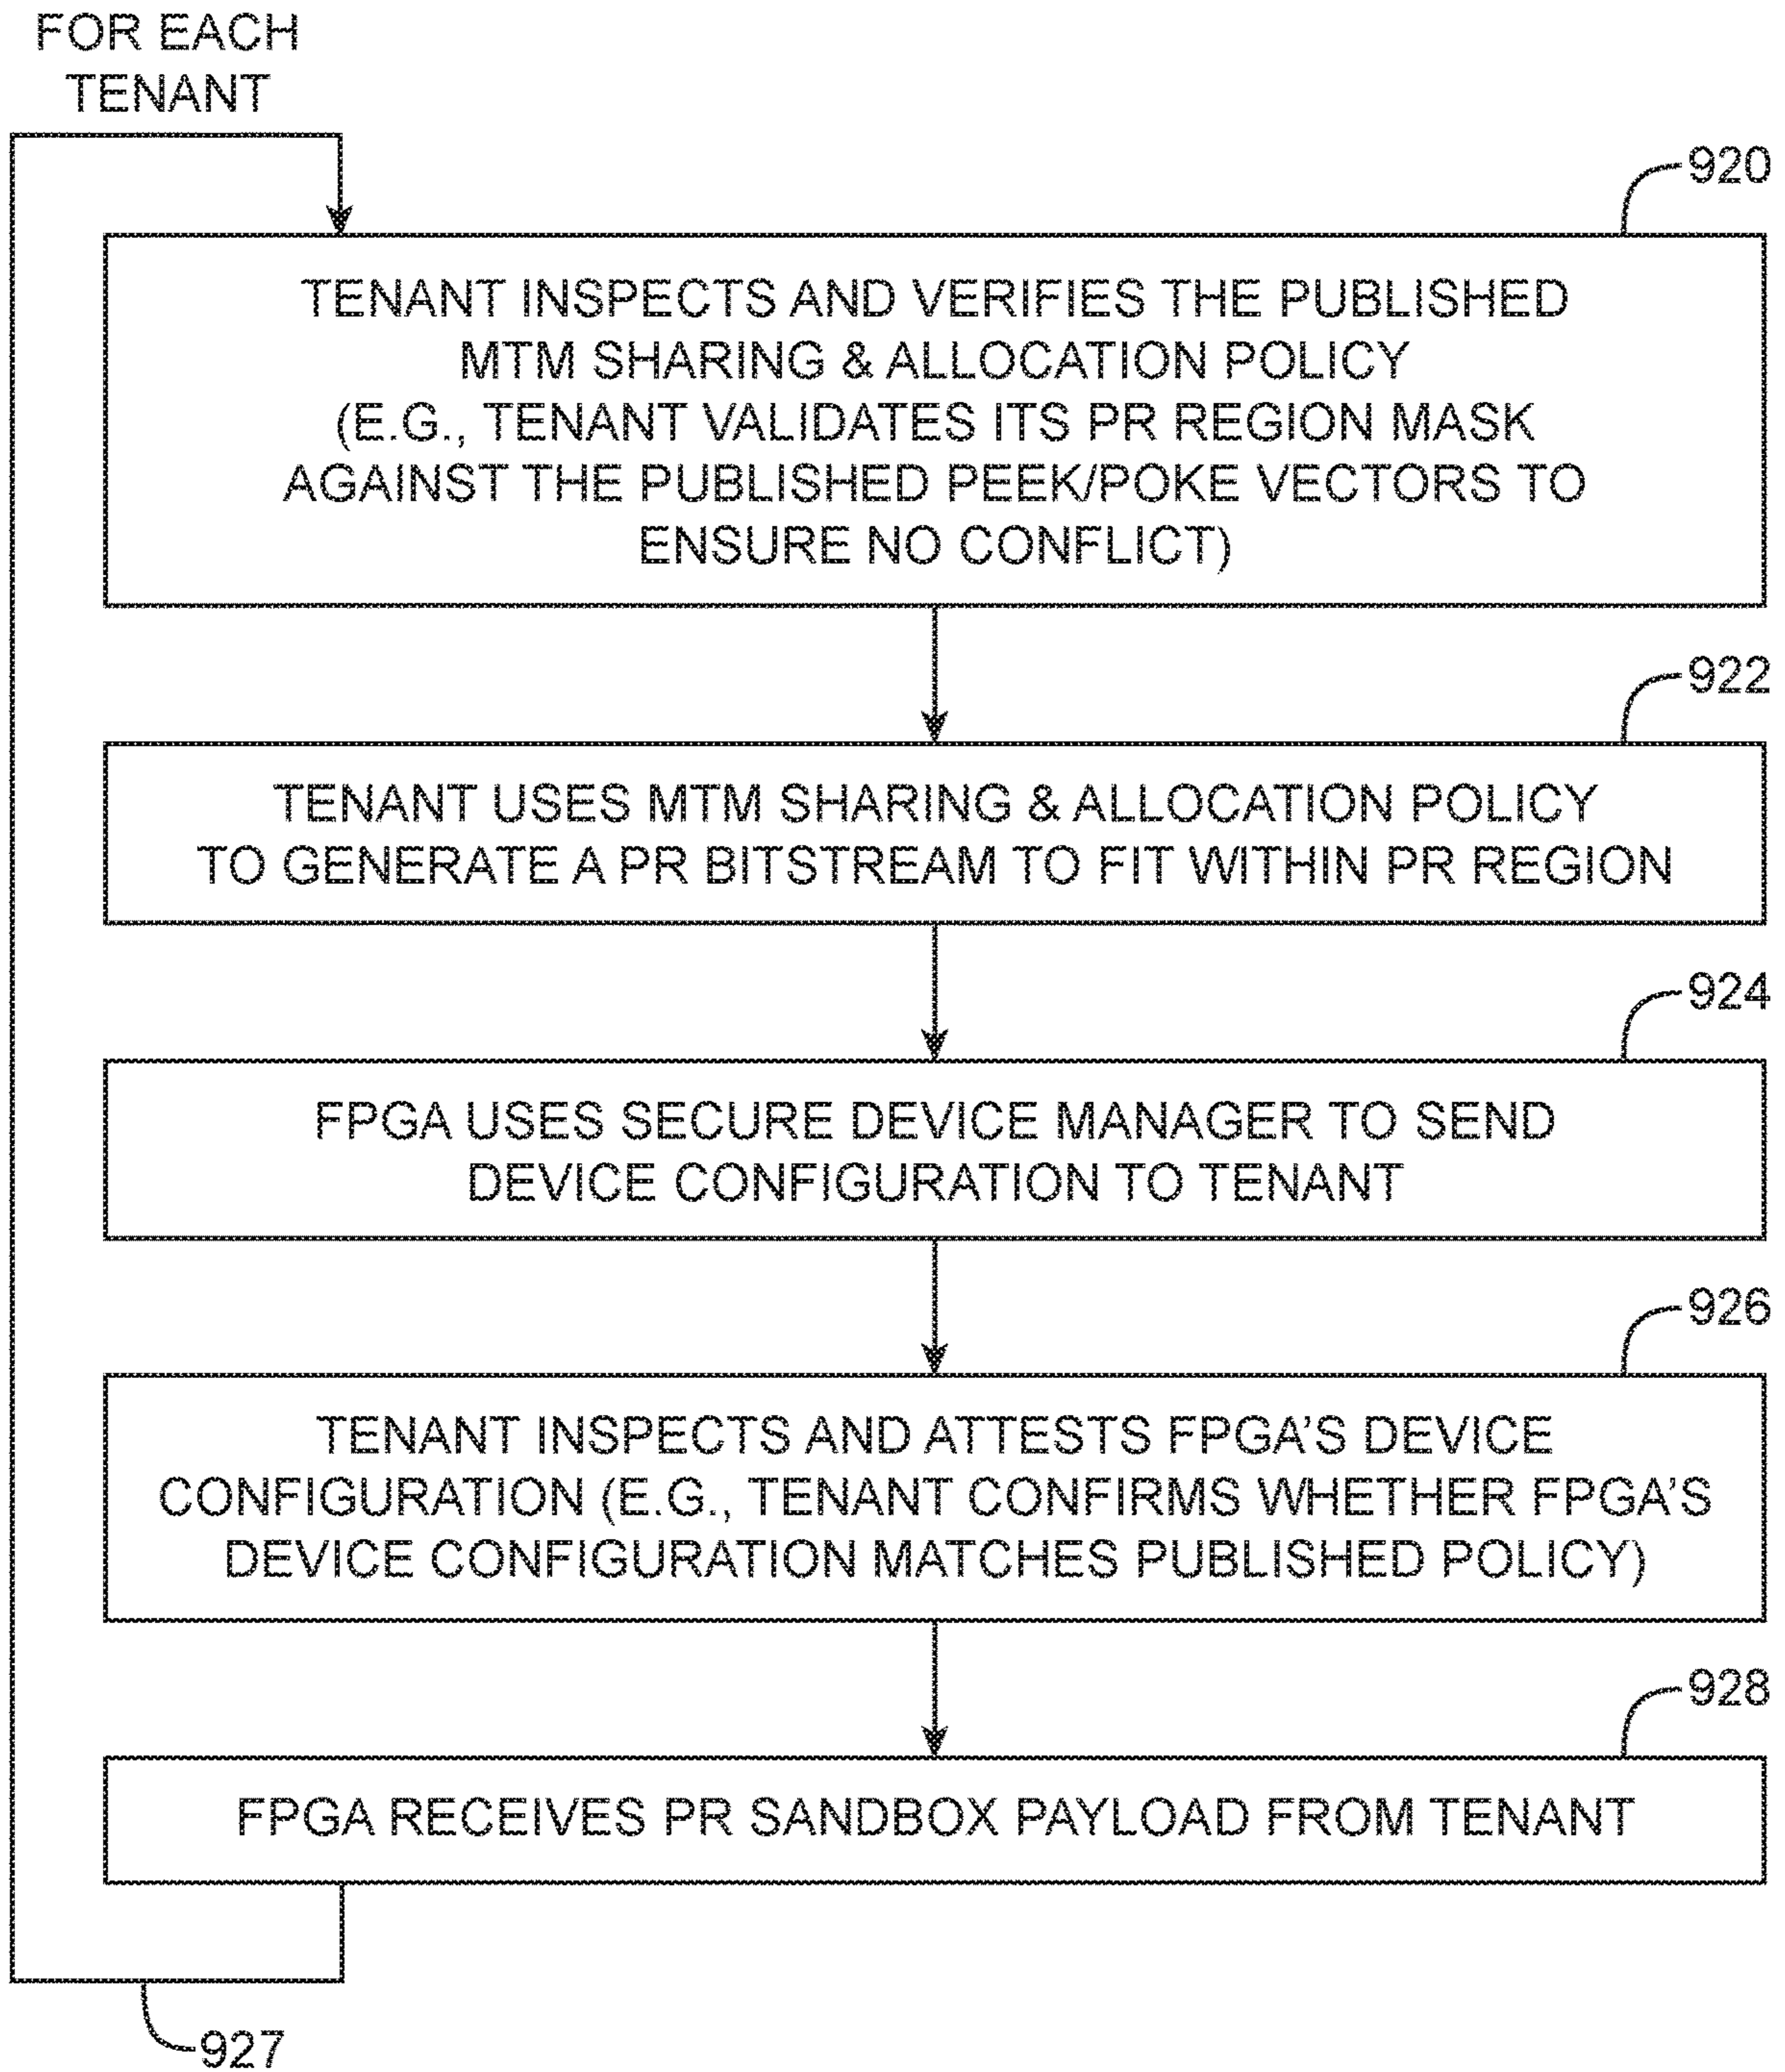 FOR EACH
TENANT
920
TENANT INSPECTS AND VERIFIES THE PUBLISHED
MTM SHARING & ALLOCATION POLICY
(E.G., TENANT VALIDATES ITS PR REGION MASK
AGAINST THE PUBLISHED PEEK/POKE VECTORS TO
ENSURE NO CONFLICT)
922
TENANT USES MTM SHARING & ALLOCATION POLICY
TO GENERATE A PR BITSTREAM TO FIT WITHIN PR REGION
924
FPGA USES SECURE DEVICE MANAGER TO SEND
DEVICE CONFIGURATION TO TENANT
926
TENANT INSPECTS AND ATTESTS FPGA'S DEVICE
CONFIGURATION (E.G., TENANT CONFIRMS WHETHER FPGA'S
DEVICE CONFIGURATION MATCHES PUBLISHED POLICY)
928
FPGA RECEIVES PR SANDBOX PAYLOAD FROM TENANT
927